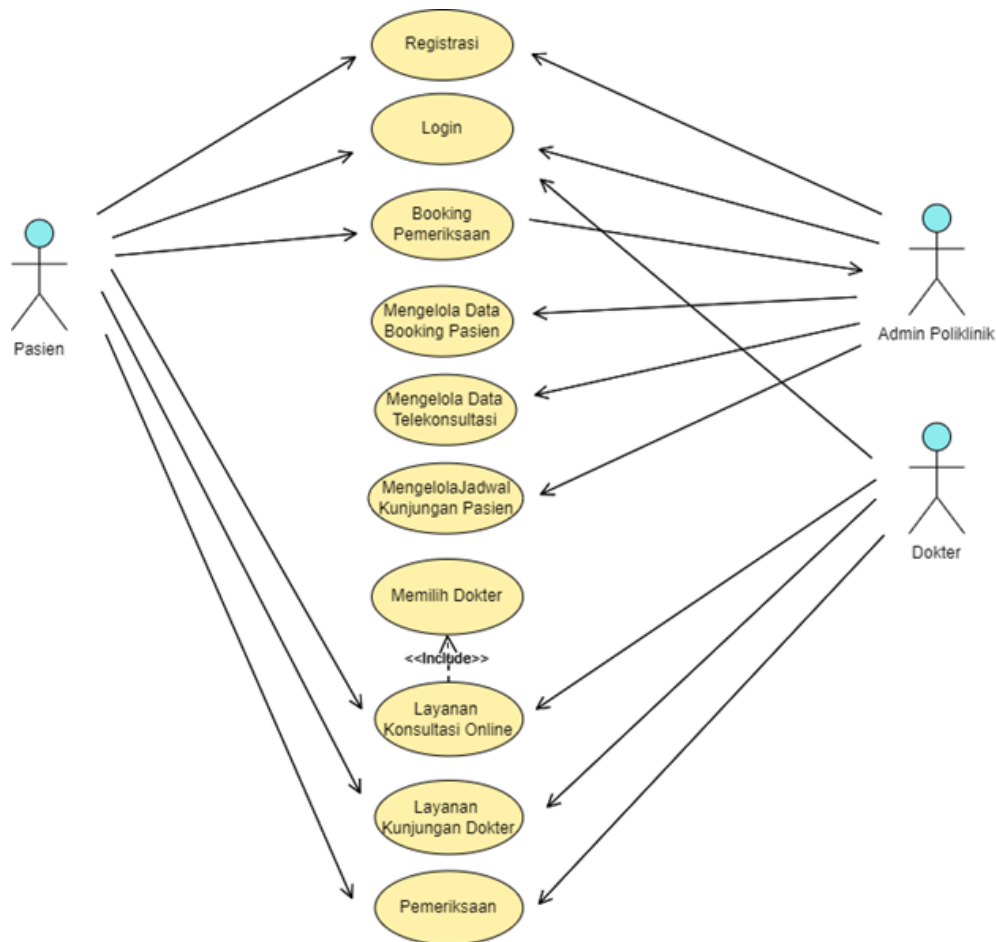 Registrasi
Login
Booking
Pemeriksaan
Mengelola Data
Booking Pasien
Mengelola Data
Telekonsultasi
MengelolaJadwal
Kunjungan Pasien
Memilih Dokter
<<Include>>
Layanan
Konsultasi Online
Layanan
Kunjungan Dokter
Pemeriksaan
Pasien
Admin Poliklinik
Dokter